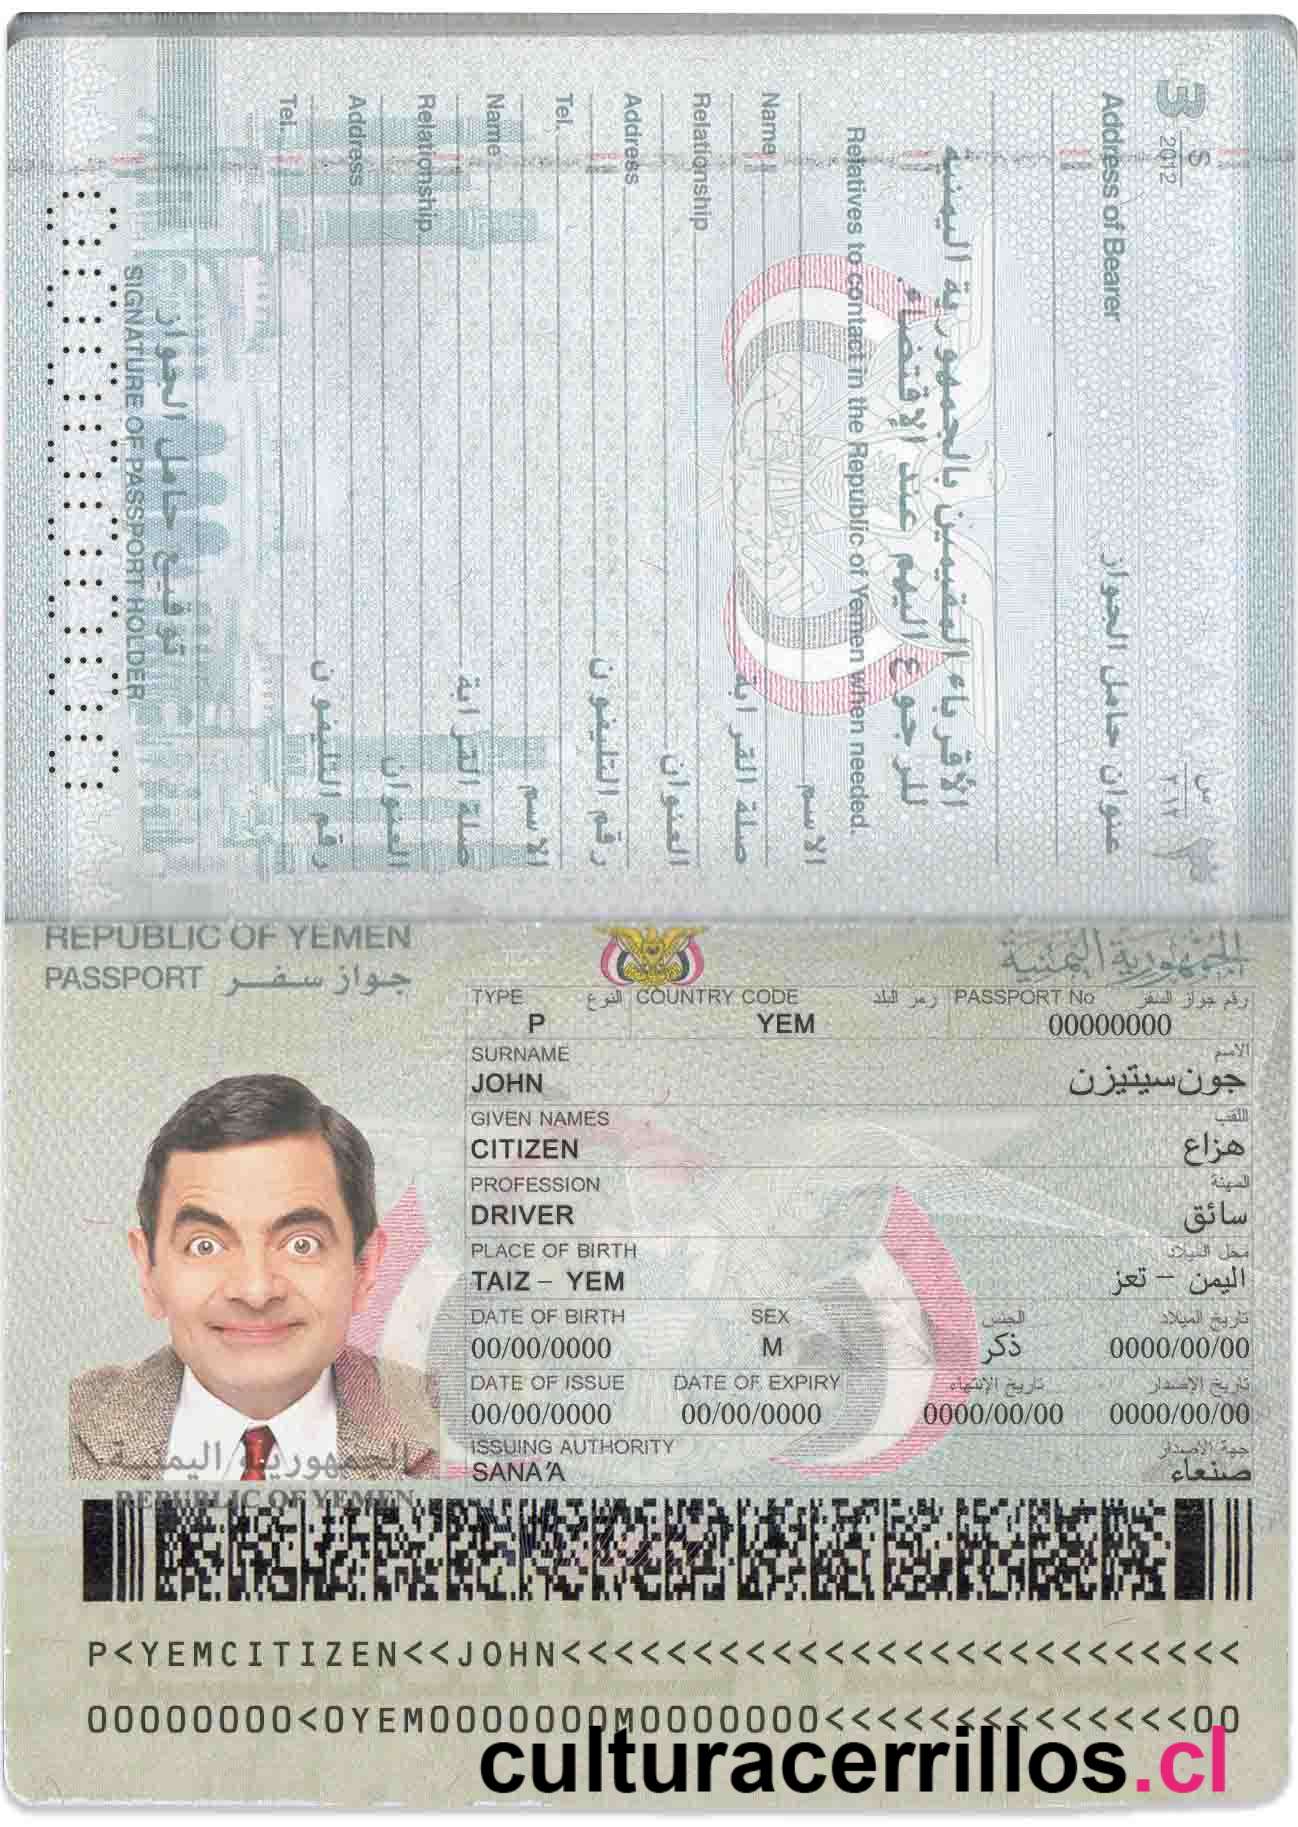 3 S 2012
س ٢٠١٢ ٣
Address of Bearer
عنوان حامل الجواز
الأقرباء المقيمين بالجمهورية اليمنية
للرجوع اليهم عند الإقتضاء
Relatives to contact in the Republic of Yemen when needed.
Name الاسم
Relationship صلة القرابة
Address العنوان
Tel. رقم التليفون
Name الاسم
Relationship صلة القرابة
Address العنوان
Tel. رقم التليفون
توقيع حامل الجواز
SIGNATURE OF PASSPORT HOLDER
REPUBLIC OF YEMEN الجمهورية اليمنية
PASSPORT جواز سفر
TYPE النوع COUNTRY CODE رمز البلد PASSPORT No رقم جواز السفر
P YEM 00000000
SURNAME الاسم
JOHN جون سيتيزن
GIVEN NAMES اللقب
CITIZEN هزاع
PROFESSION المهنة
DRIVER سائق
PLACE OF BIRTH محل الميلاد
TAIZ – YEM اليمن – تعز
DATE OF BIRTH SEX الجنس تاريخ الميلاد
00/00/0000 M ذكر 0000/00/00
DATE OF ISSUE DATE OF EXPIRY تاريخ الإنتهاء تاريخ الاصدار
00/00/0000 00/00/0000 0000/00/00 0000/00/00
ISSUING AUTHORITY جهة الاصدار
SANA'A صنعاء
الجمهورية اليمنية
REPUBLIC OF YEMEN
P<YEMCITIZEN<<JOHN<<<<<<<<<<<<<<<<<<<<<<<<<<
00000000<0YEM0000000M0000000<<<<<<<<<<<<<<00
culturacerrillos.cl